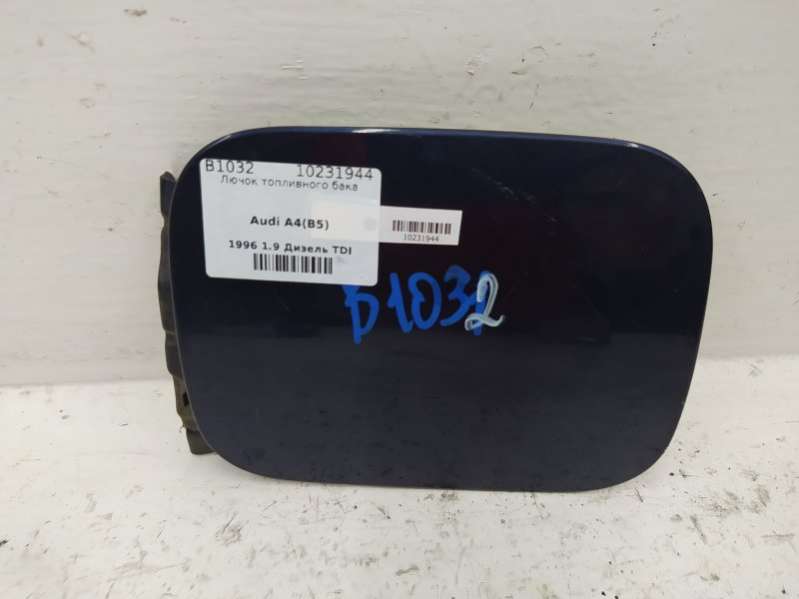 B1032 10231944
Лючок топливного бака
Audi A4(B5)
1996 1.9 Дизель TDI
10231944
B1032